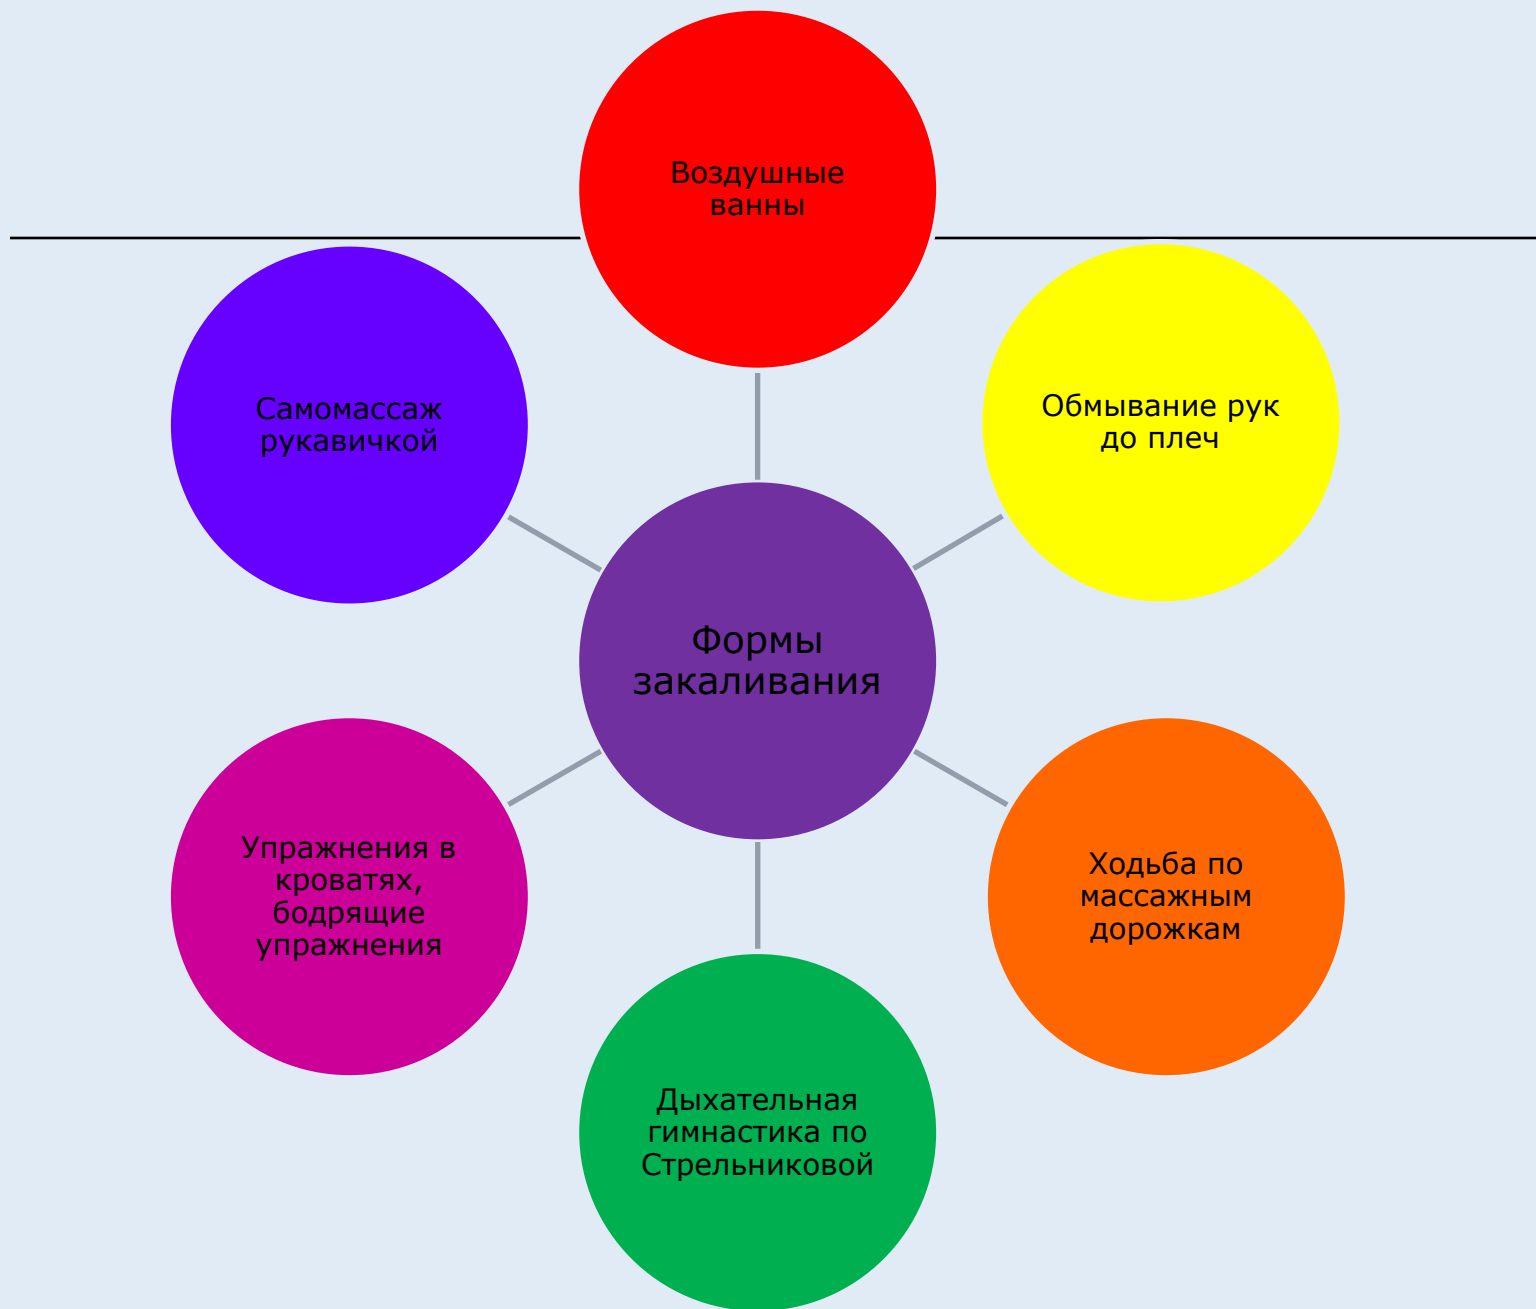 Воздушные
ванны
Самомассаж
рукавичкой
Обмывание рук
до плеч
Формы
закаливания
Упражнения в
кроватях,
бодрящие
упражнения
Ходьба по
массажным
дорожкам
Дыхательная
гимнастика по
Стрельниковой